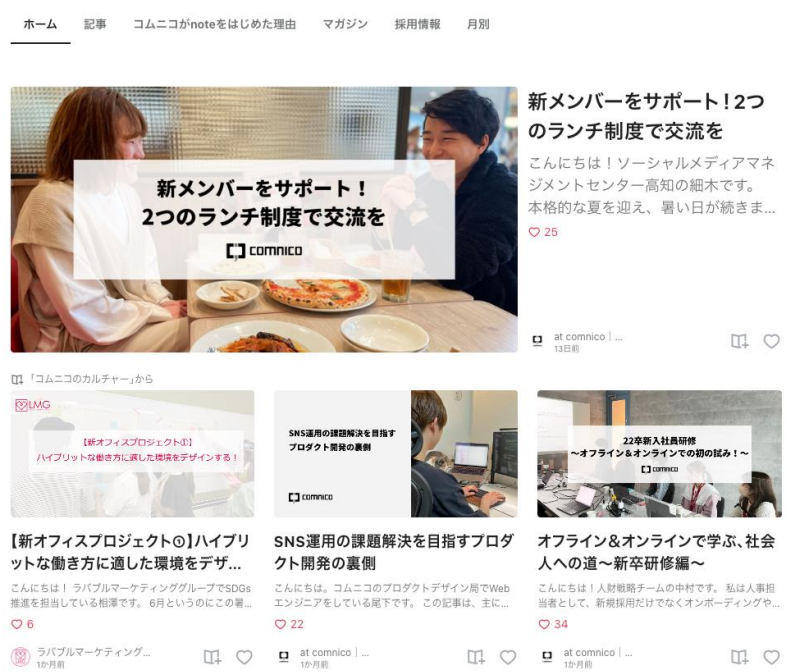 ホーム 記事 コムニコがnoteをはじめた理由 マガジン 採用情報 月別
新メンバーをサポート！
2つのランチ制度で交流を
comnico
新メンバーをサポート！2つ
のランチ制度で交流を
こんにちは！ソーシャルメディアマネ
ジメントセンター高知の細木です。
本格的な夏を迎え、暑い日が続きま...
25
at comnico｜...
13日前
「コムニコのカルチャー」から
LMG
【新オフィスプロジェクト①】
ハイブリットな働き方に適した環境をデザインする！
【新オフィスプロジェクト①】ハイブリ
ットな働き方に適した環境をデザ...
こんにちは！ ラバブルマーケティンググループでSDGs
推進を担当している相澤です。 6月というのにこの暑...
6
ラバブルマーケティング...
1か月前
SNS運用の課題解決を目指す
プロダクト開発の裏側
comnico
SNS運用の課題解決を目指すプロダ
クト開発の裏側
こんにちは。コムニコのプロダクトデザイン局でWeb
エンジニアをしている尾下です。 この記事は、主に...
22
at comnico｜...
1か月前
22卒新入社員研修
〜オフライン＆オンラインでの初の試み！〜
comnico
オフライン＆オンラインで学ぶ、社会
人への道〜新卒研修編〜
こんにちは！人財戦略チームの中村です。 私は人事担
当者として、新規採用だけでなくオンボーディングや...
34
at comnico｜...
1か月前